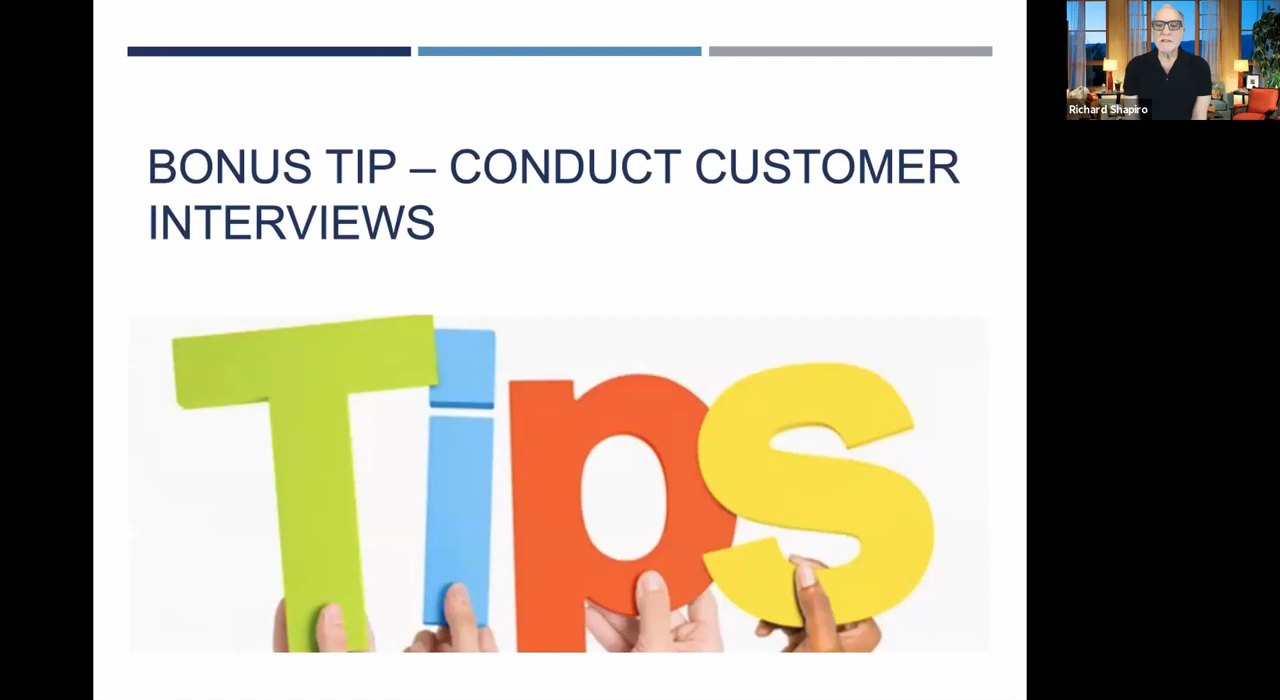 BONUS TIP – CONDUCT CUSTOMER
INTERVIEWS
Tips
Richard Shapiro